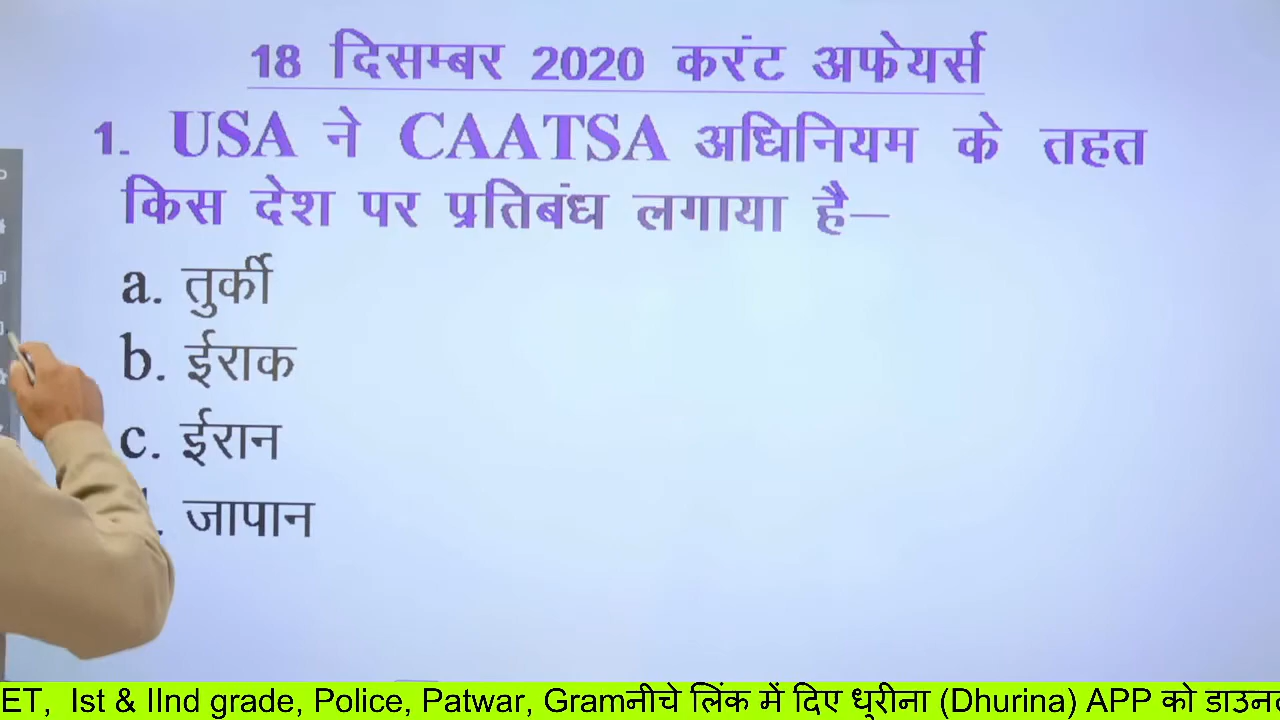 18 दिसम्बर 2020 करंट अफेयर्स
1. USA ने CAATSA अधिनियम के तहत
किस देश पर प्रतिबंध लगाया है–
a. तुर्की
b. ईराक
c. ईरान
जापान
ET, Ist & IInd grade, Police, Patwar, Gramनीचे लिंक में दिए धुरीना (Dhurina) APP को